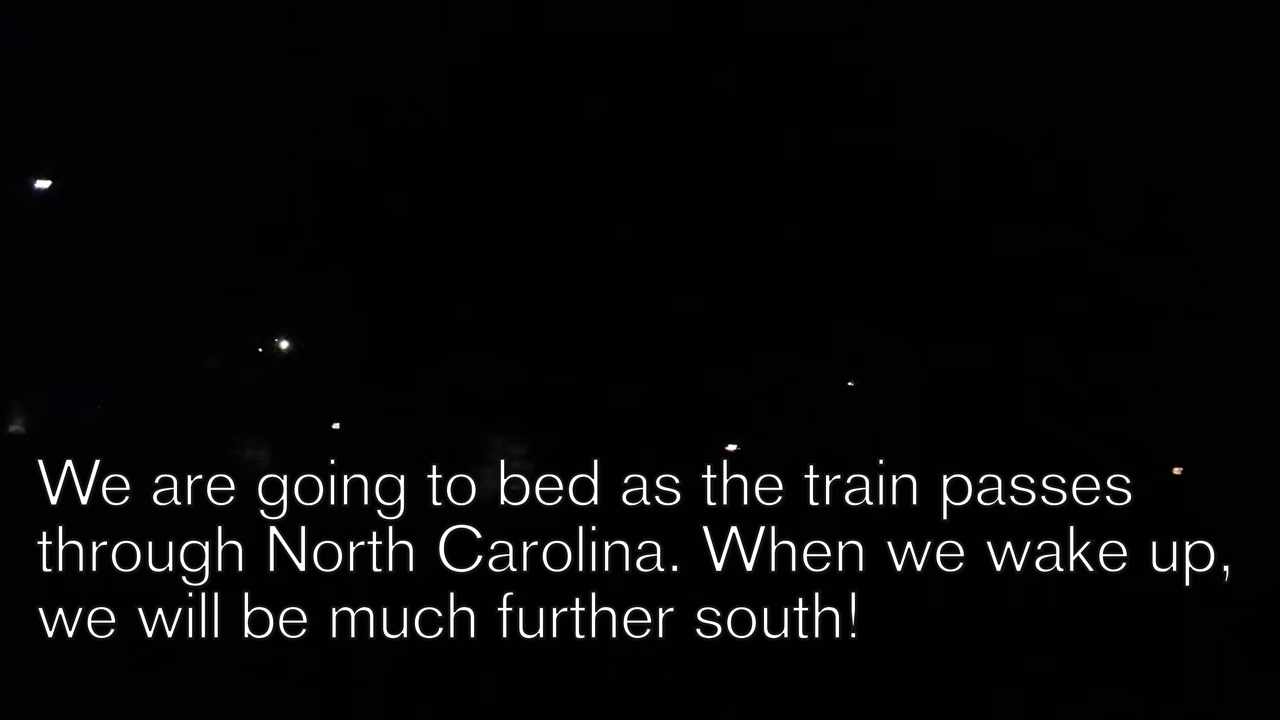 We are going to bed as the train passes
through North Carolina. When we wake up,
we will be much further south!